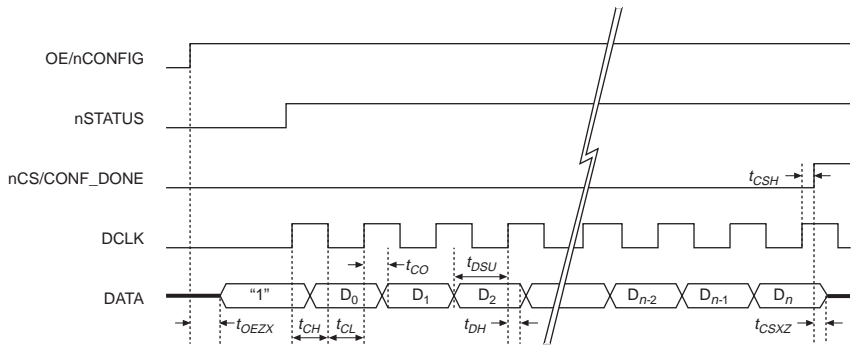 OE/nCONFIG
nSTATUS
nCS/CONF_DONE
tCSH
DCLK
tCO
tDSU
DATA
“1”
D0
D1
D2
Dn-2
Dn-1
Dn
tOEZX
tCH
tCL
tDH
tCSXZ